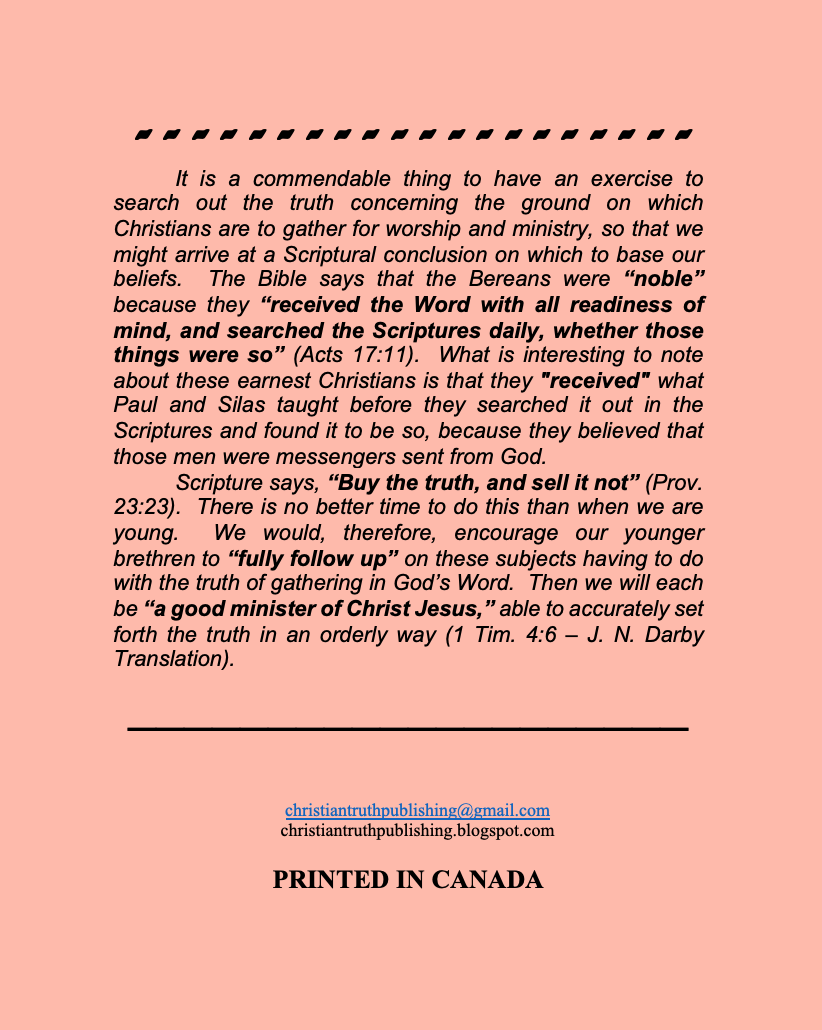 It is a commendable thing to have an exercise to
search out the truth concerning the ground on which
Christians are to gather for worship and ministry, so that we
might arrive at a Scriptural conclusion on which to base our
beliefs.  The Bible says that the Bereans were “noble”
because they “received the Word with all readiness of
mind, and searched the Scriptures daily, whether those
things were so” (Acts 17:11).  What is interesting to note
about these earnest Christians is that they "received" what
Paul and Silas taught before they searched it out in the
Scriptures and found it to be so, because they believed that
those men were messengers sent from God.
Scripture says, “Buy the truth, and sell it not” (Prov.
23:23).  There is no better time to do this than when we are
young.  We would, therefore, encourage our younger
brethren to “fully follow up” on these subjects having to do
with the truth of gathering in God’s Word.  Then we will each
be “a good minister of Christ Jesus,” able to accurately set
forth the truth in an orderly way (1 Tim. 4:6 – J. N. Darby
Translation).
christiantruthpublishing@gmail.com
christiantruthpublishing.blogspot.com
PRINTED IN CANADA